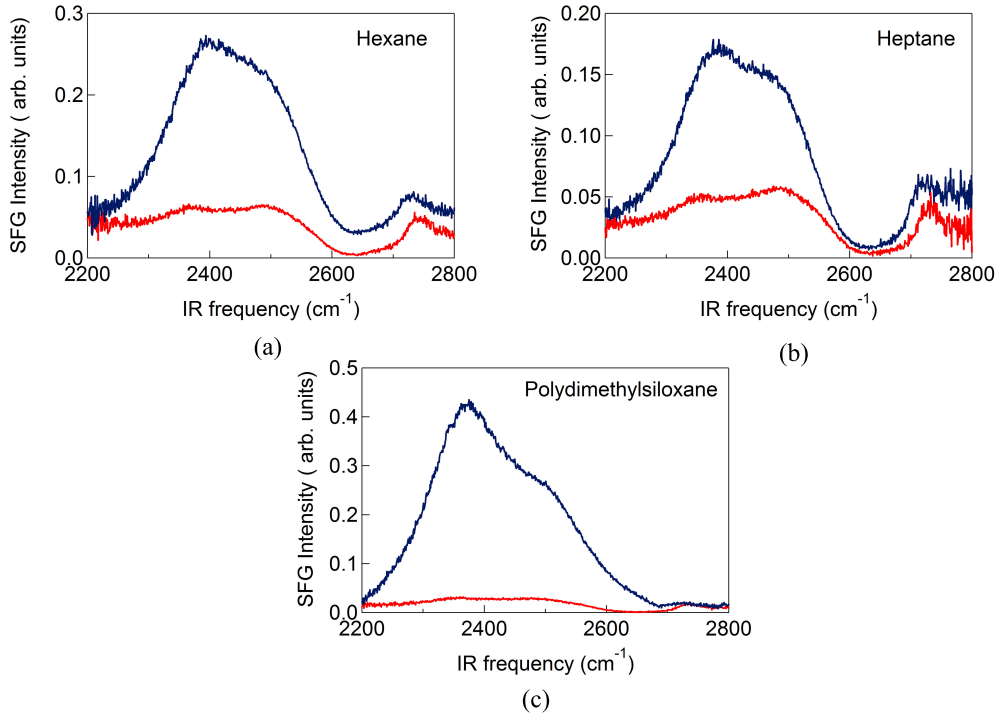 0.3
0.2
0.1
0.0
SFG Intensity ( arb. units)
Hexane
2200
2400
2600
2800
IR frequency (cm-1)
(a)
0.20
0.15
0.10
0.05
0.00
SFG Intensity ( arb. units)
Heptane
2200
2400
2600
2800
IR frequency (cm-1)
(b)
0.5
0.4
0.3
0.2
0.1
0.0
SFG Intensity ( arb. units)
Polydimethylsiloxane
2200
2400
2600
2800
IR frequency (cm-1)
(c)